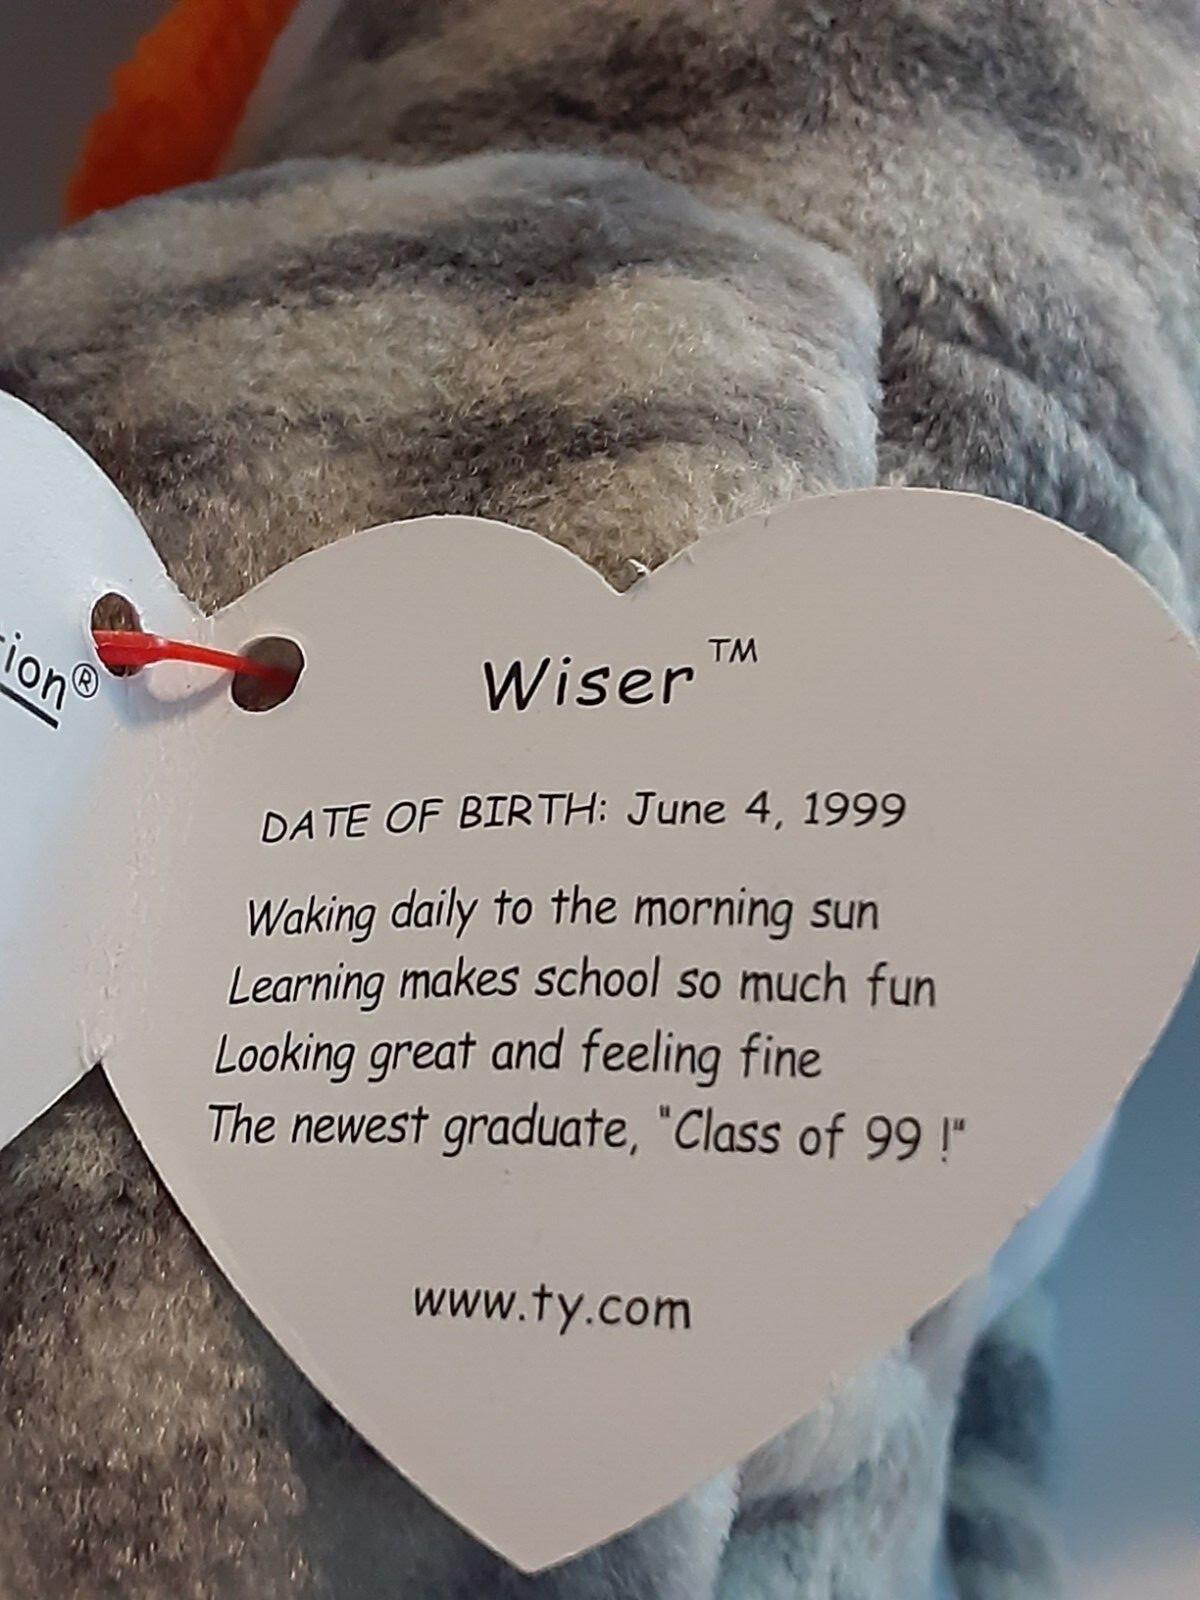 ion®
Wiser™
DATE OF BIRTH: June 4, 1999
Waking daily to the morning sun
Learning makes school so much fun
Looking great and feeling fine
The newest graduate, "Class of 99 !"
www.ty.com